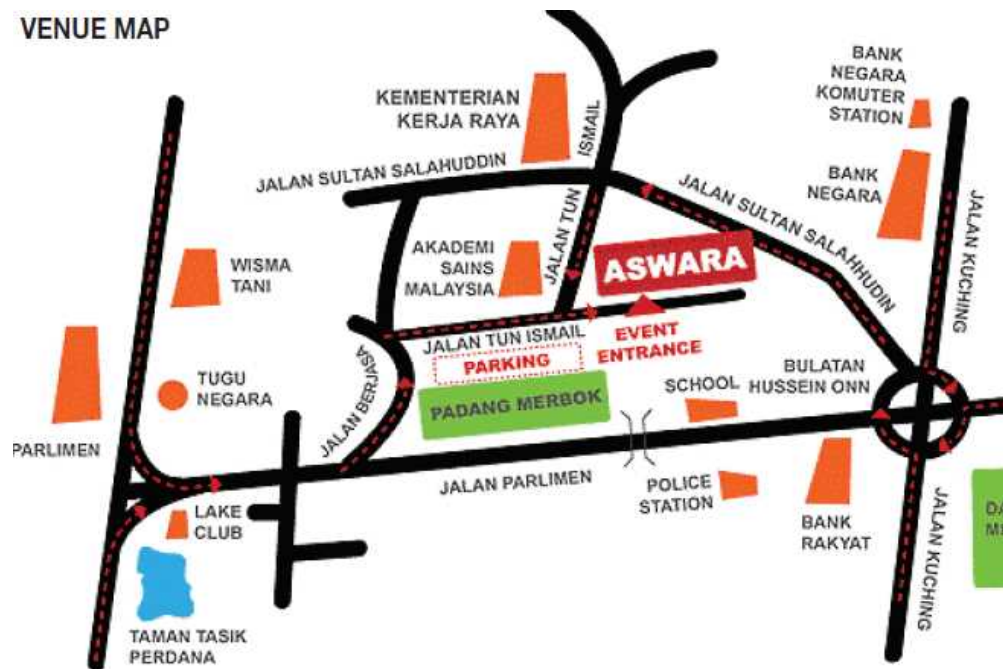 VENUE MAP
KEMENTERIAN
KERJA RAYA
JALAN SULTAN SALAHUDDIN
JALAN TUN
ISMAIL
BANK
NEGARA
KOMUTER
STATION
BANK
NEGARA
JALAN KUCHING
JALAN SULTAN SALAHHUDIN
AKADEMI
SAINS
MALAYSIA
ASWARA
WISMA
TANI
JALAN TUN ISMAIL
EVENT
ENTRANCE
PARKING
PADANG MERBOK
JALAN BERJASA
SCHOOL
BULATAN
HUSSEIN ONN
TUGU
NEGARA
PARLIMEN
JALAN PARLIMEN
POLICE
STATION
BANK
RAKYAT
JALAN KUCHING
LAKE
CLUB
TAMAN TASIK
PERDANA